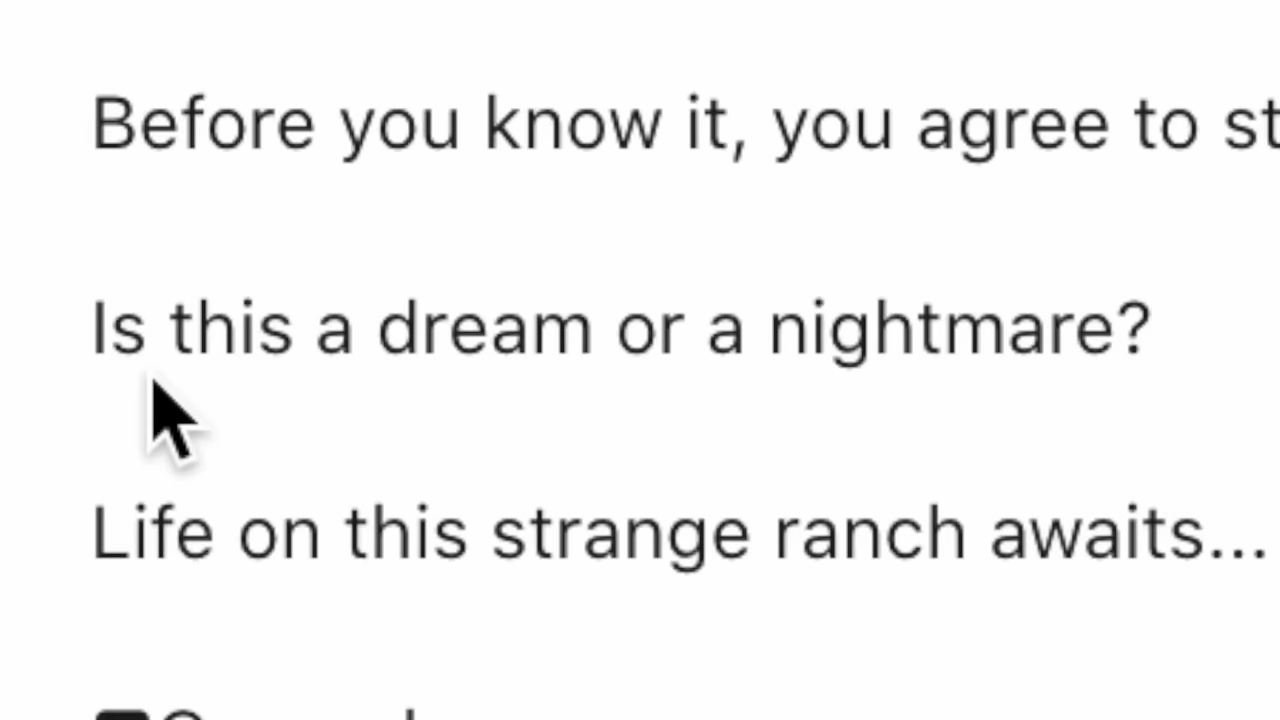 Before you know it, you agree to
Is this a dream or a nightmare?
Life on this strange ranch awaits...